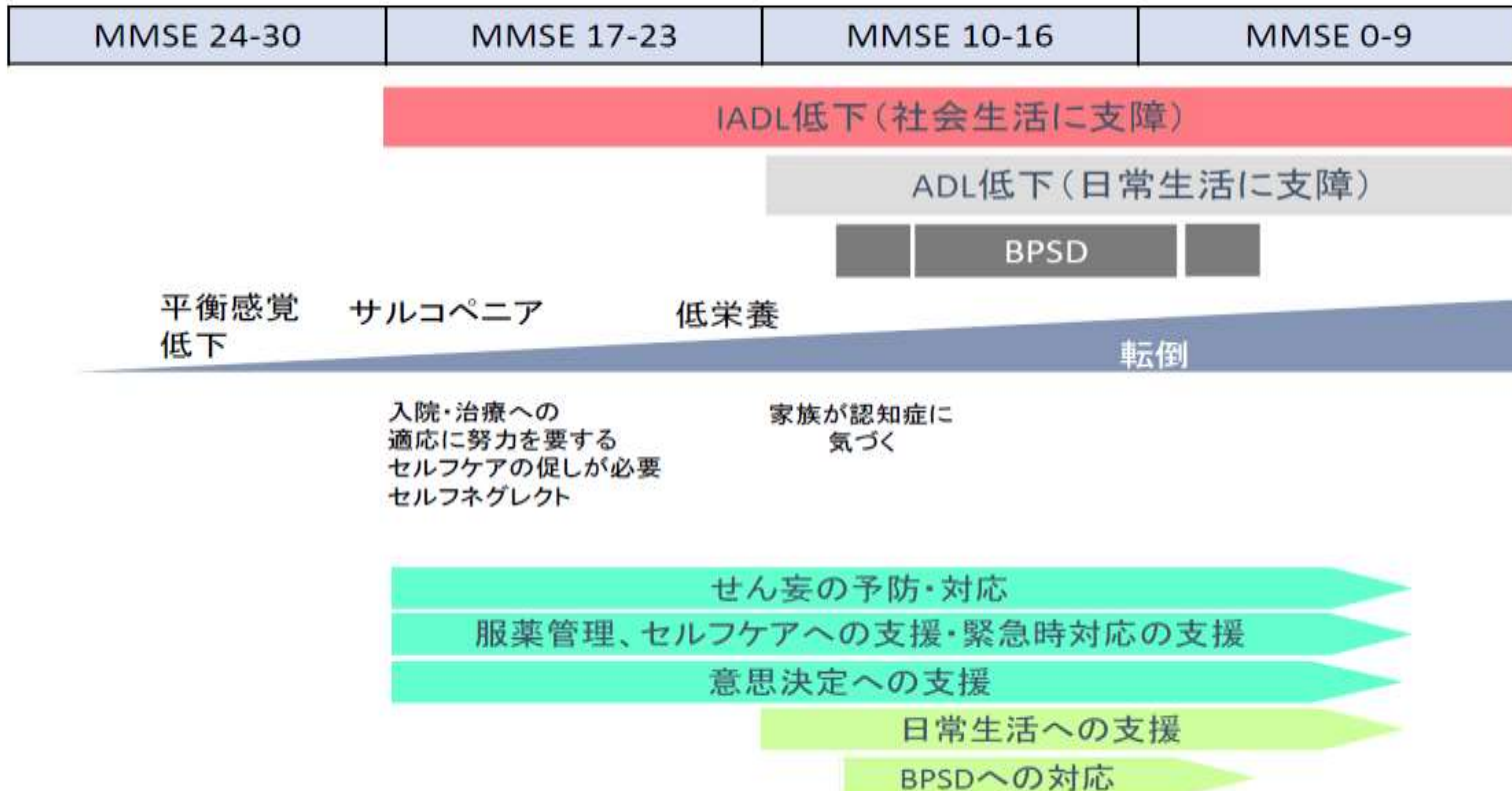 MMSE 24-30
MMSE 17-23
MMSE 10-16
MMSE 0-9
IADL低下(社会生活に支障)
ADL低下(日常生活に支障)
BPSD
平衡感覚
低下
サルコペニア
低栄養
転倒
入院・治療への
適応に努力を要する
セルフケアの促しが必要
セルフネグレクト
家族が認知症に
気づく
せん妄の予防・対応
服薬管理、セルフケアへの支援・緊急時対応の支援
意思決定への支援
日常生活への支援
BPSDへの対応